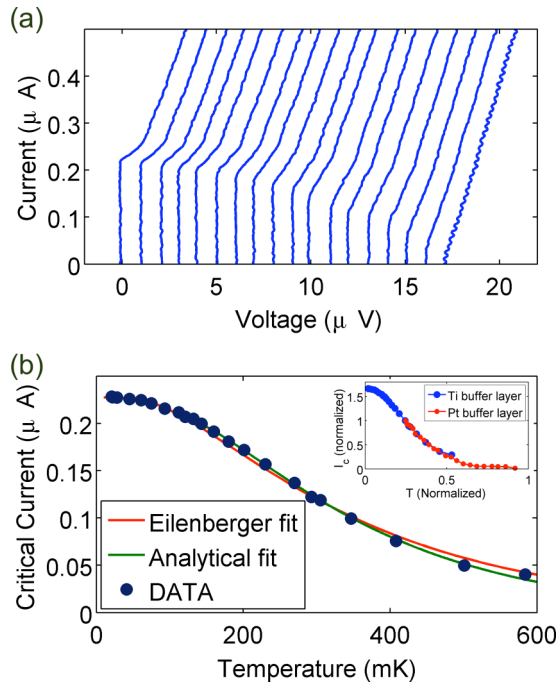 (a)
Current (μ A)
0.4
0.3
0.2
0.1
0
0 5 10 15 20
Voltage (μ V)
(b)
Critical Current (μ A)
0.2
0.15
0.1
0.05
0
0 200 400 600
Temperature (mK)
Eilenberger fit
Analytical fit
DATA
I_c (normalized)
1.5
1
0.5
0
0 0.5 1
T (Normalized)
Ti buffer layer
Pt buffer layer